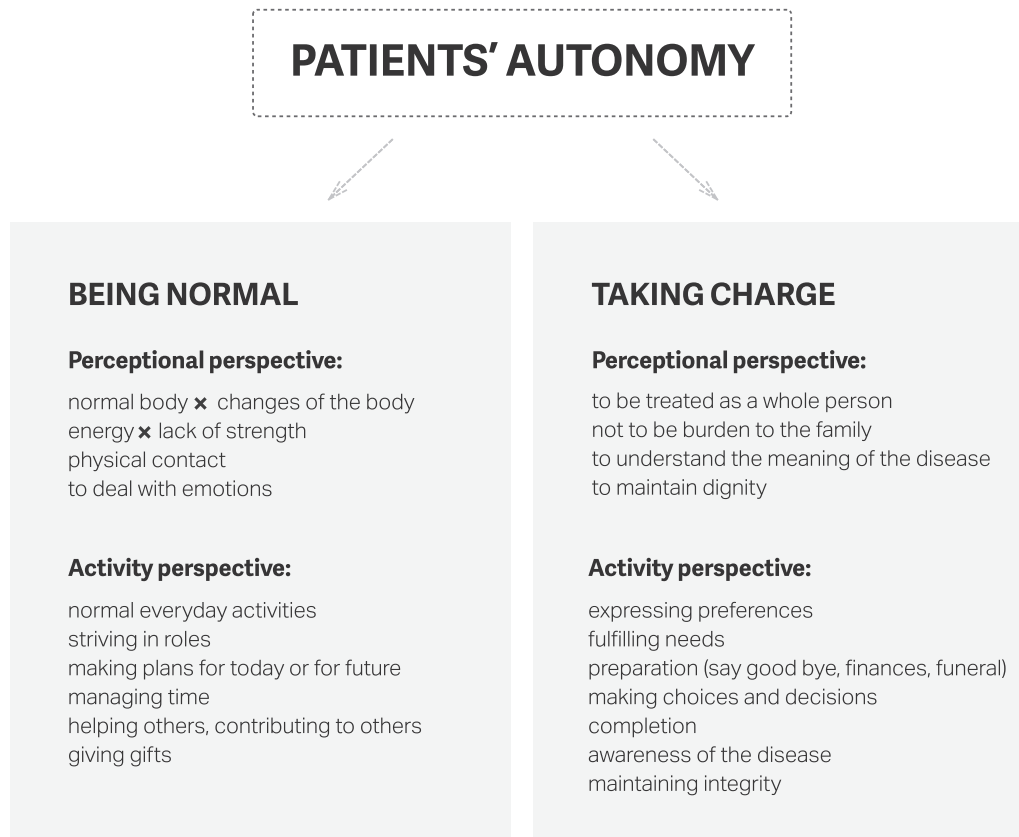 PATIENTS’ AUTONOMY
BEING NORMAL
Perceptional perspective:
normal body × changes of the body
energy × lack of strength
physical contact
to deal with emotions
Activity perspective:
normal everyday activities
striving in roles
making plans for today or for future
managing time
helping others, contributing to others
giving gifts
TAKING CHARGE
Perceptional perspective:
to be treated as a whole person
not to be burden to the family
to understand the meaning of the disease
to maintain dignity
Activity perspective:
expressing preferences
fulfilling needs
preparation (say good bye, finances, funeral)
making choices and decisions
completion
awareness of the disease
maintaining integrity